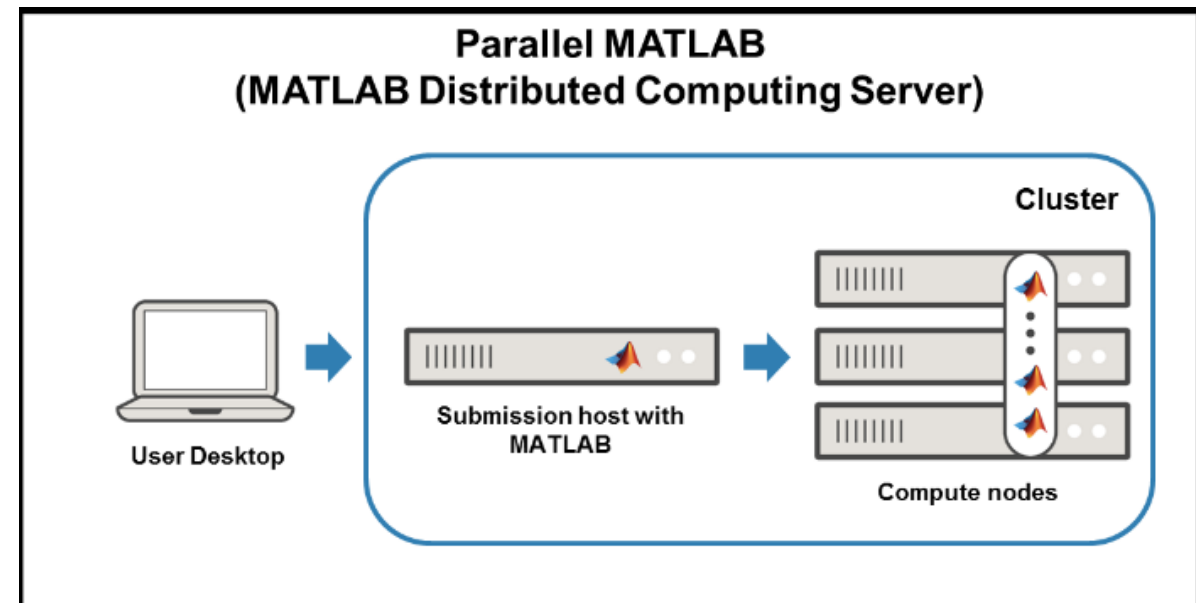 Parallel MATLAB
(MATLAB Distributed Computing Server)
Cluster
User Desktop
Submission host with
MATLAB
Compute nodes